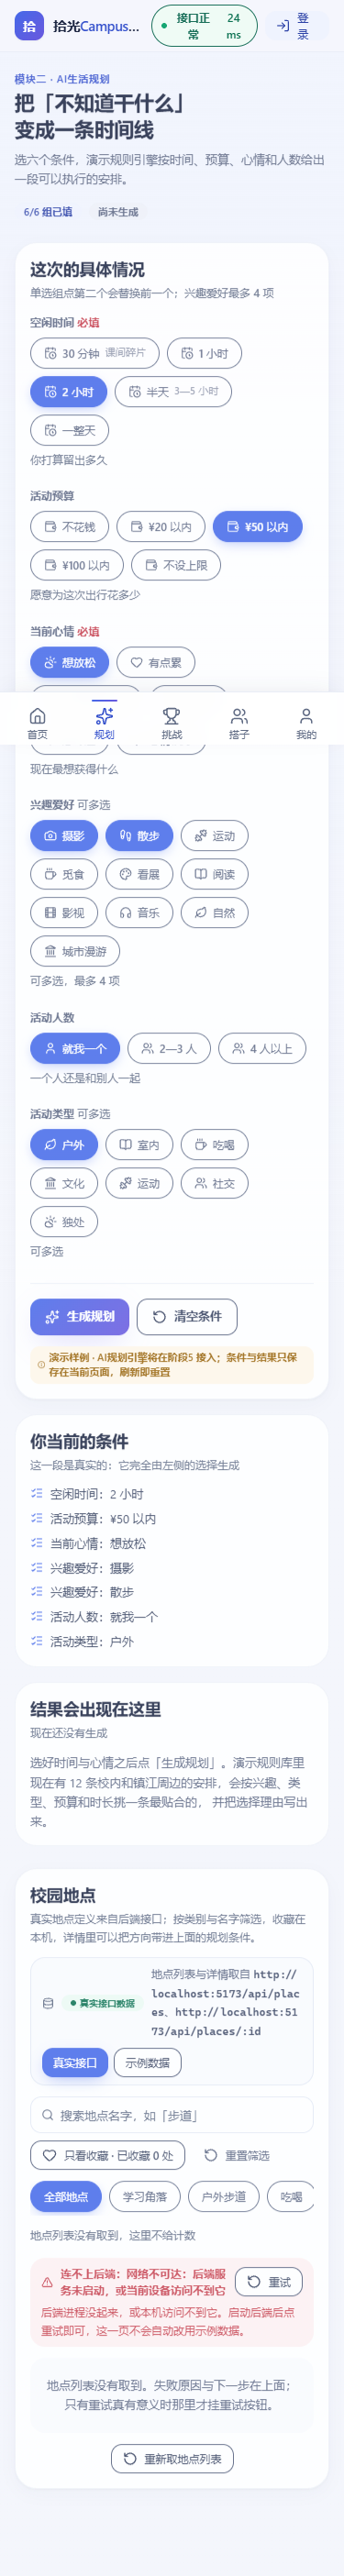 拾 拾光Campus... 接口正常 24 ms 登录
模块二 · AI生活规划
把「不知道干什么」
变成一条时间线
选六个条件，演示规则引擎按时间、预算、心情和人数给出
一段可以执行的安排。
6/6 组已填 尚未生成
这次的具体情况
单选组点第二个会替换前一个；兴趣爱好最多 4 项
空闲时间 必填
30 分钟 课间碎片 1 小时
2 小时 半天 3—5 小时
一整天
你打算留出多久
活动预算
不花钱 ¥20 以内 ¥50 以内
¥100 以内 不设上限
愿意为这次出行花多少
当前心情 必填
想放松 有点累
首页 规划 挑战 搭子 我的
现在最想获得什么
兴趣爱好 可多选
摄影 散步 运动
觅食 看展 阅读
影视 音乐 自然
城市漫游
可多选，最多 4 项
活动人数
就我一个 2—3 人 4 人以上
一个人还是和别人一起
活动类型 可多选
户外 室内 吃喝
文化 运动 社交
独处
可多选
生成规划 清空条件
演示样例 · AI规划引擎将在阶段5 接入；条件与结果只保
存在当前页面，刷新即重置
你当前的条件
这一段是真实的：它完全由左侧的选择生成
空闲时间：2 小时
活动预算：¥50 以内
当前心情：想放松
兴趣爱好：摄影
兴趣爱好：散步
活动人数：就我一个
活动类型：户外
结果会出现在这里
现在还没有生成
选好时间与心情之后点「生成规划」。演示规则库里
现在有 12 条校内和镇江周边的安排，会按兴趣、类
型、预算和时长挑一条最贴合的， 并把选择理由写出
来。
校园地点
真实地点定义来自后端接口；按类别与名字筛选，收藏在
本机，详情里可以把方向带进上面的规划条件。
真实接口数据 地点列表与详情取自 http://
localhost:5173/api/plac
es、http://localhost:51
73/api/places/:id
真实接口 示例数据
搜索地点名字，如「步道」
只看收藏 · 已收藏 0 处 重置筛选
全部地点 学习角落 户外步道 吃喝
地点列表没有取到，这里不给计数
连不上后端：网络不可达：后端服
务未启动，或当前设备访问不到它 重试
后端进程没起来，或本机访问不到它。启动后端后点
重试即可，这一页不会自动改用示例数据。
地点列表没有取到。失败原因与下一步在上面；
只有重试真有意义时那里才挂重试按钮。
重新取地点列表